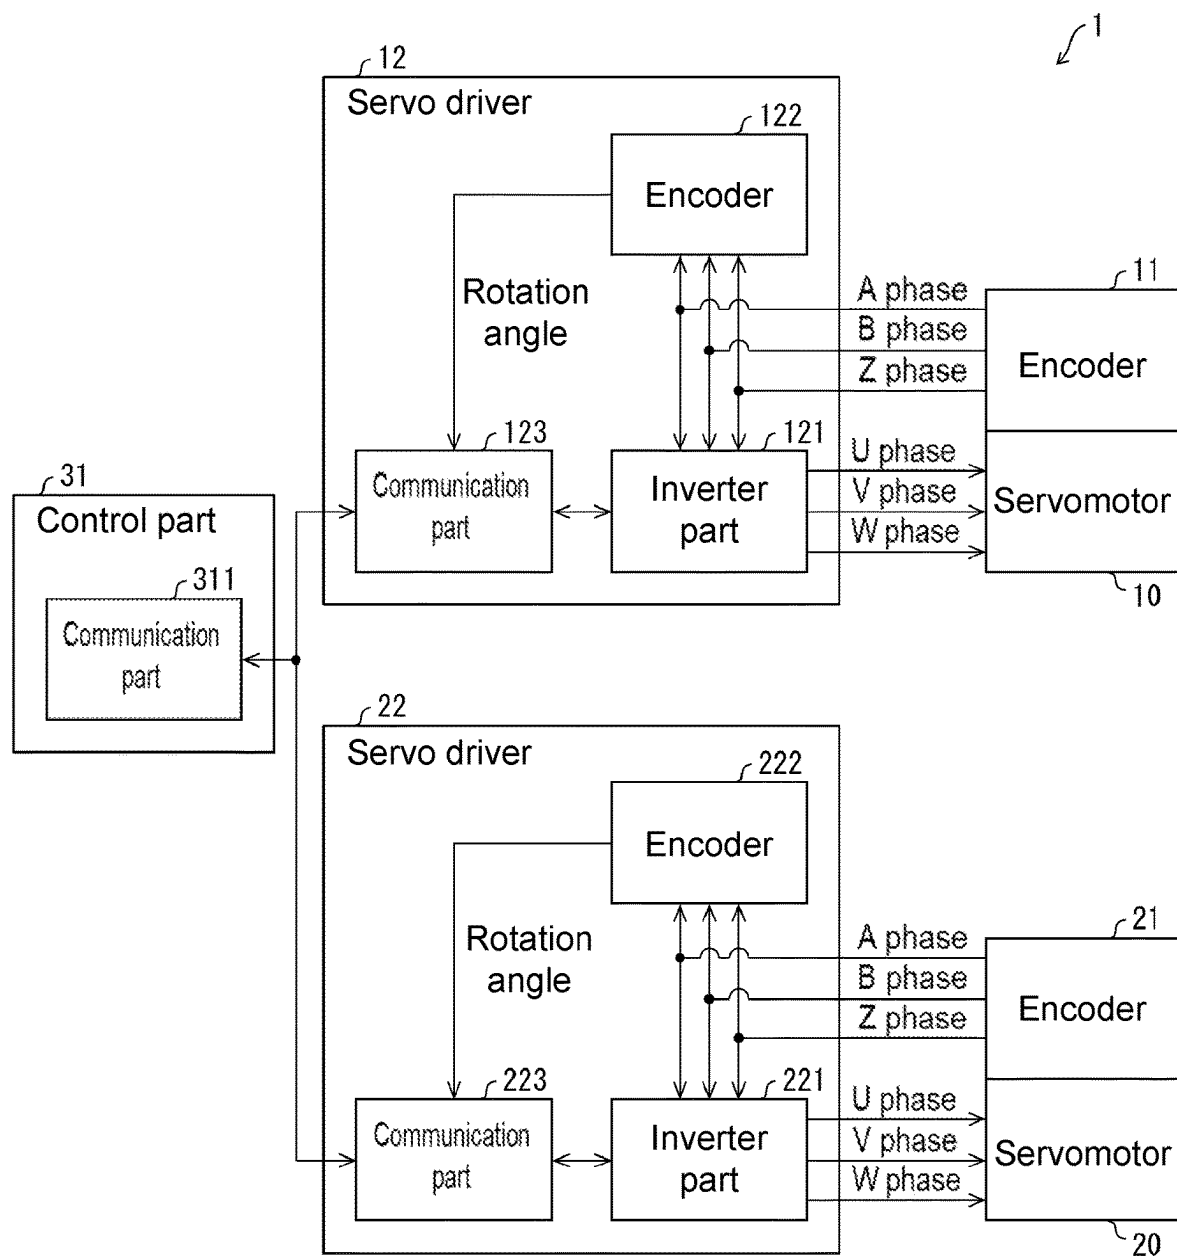 1
12
Servo driver
122
Encoder
Rotation
angle
A phase
B phase
Z phase
11
Encoder
123
Communication
part
121
Inverter
part
U phase
V phase
W phase
Servomotor
10
31
Control part
311
Communication
part
22
Servo driver
222
Encoder
Rotation
angle
A phase
B phase
Z phase
21
Encoder
223
Communication
part
221
Inverter
part
U phase
V phase
W phase
Servomotor
20